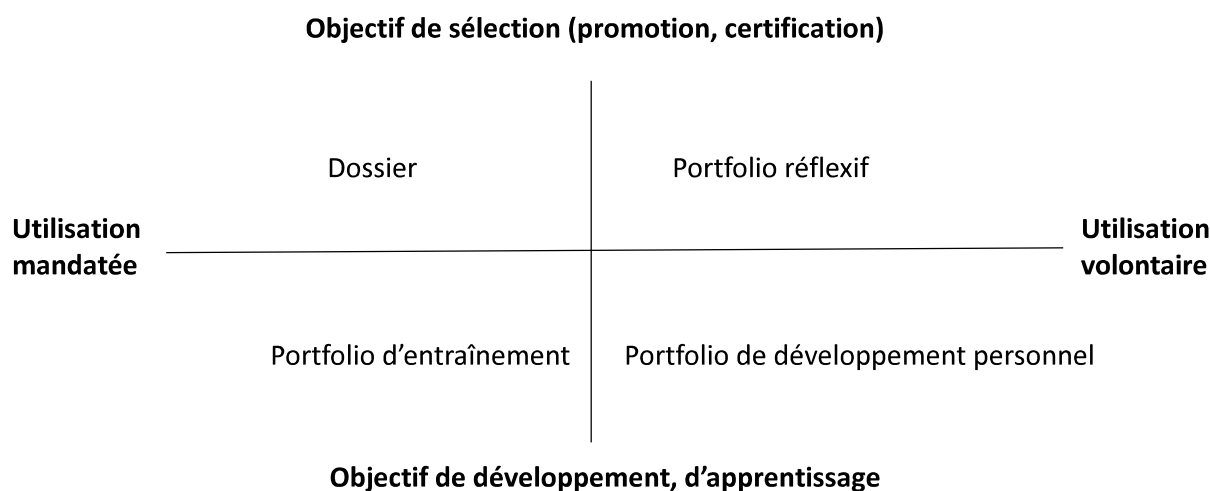 Objectif de sélection (promotion, certification)
Dossier
Portfolio réflexif
Utilisation
mandatée
Utilisation
volontaire
Portfolio d’entraînement
Portfolio de développement personnel
Objectif de développement, d’apprentissage